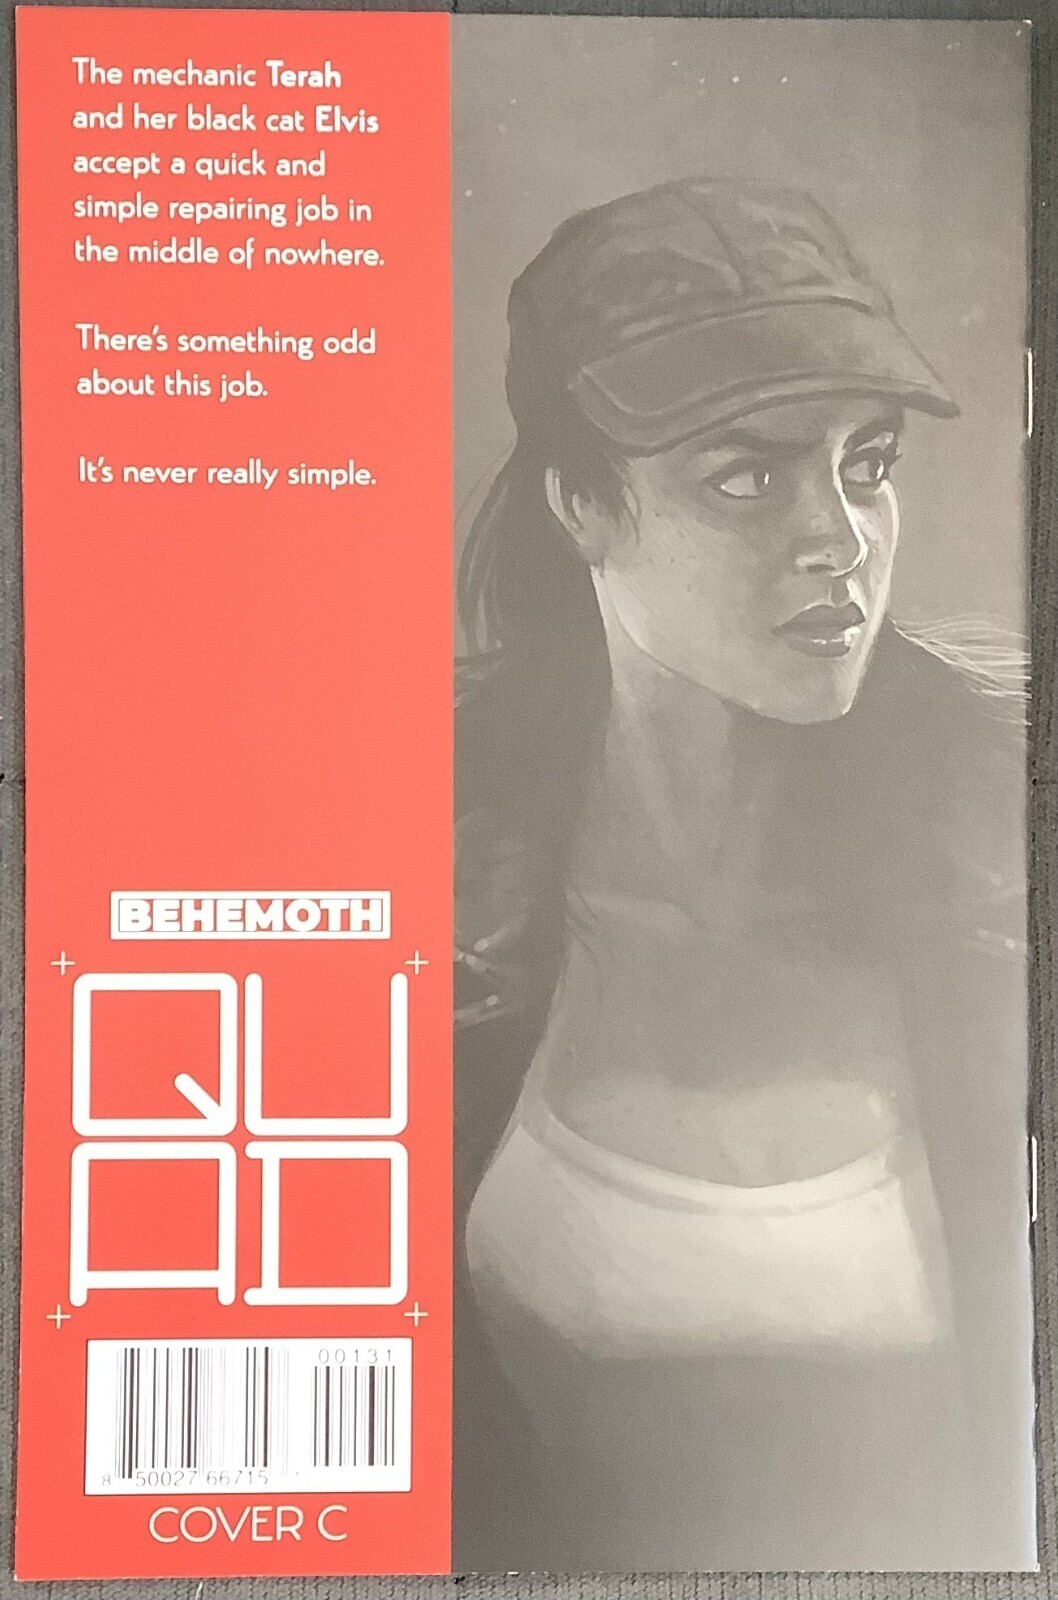 The mechanic Terah
and her black cat Elvis
accept a quick and
simple repairing job in
the middle of nowhere.
There's something odd
about this job.
It's never really simple.
BEHEMOTH
QU
AD
00131
8 50027 66715
COVER C